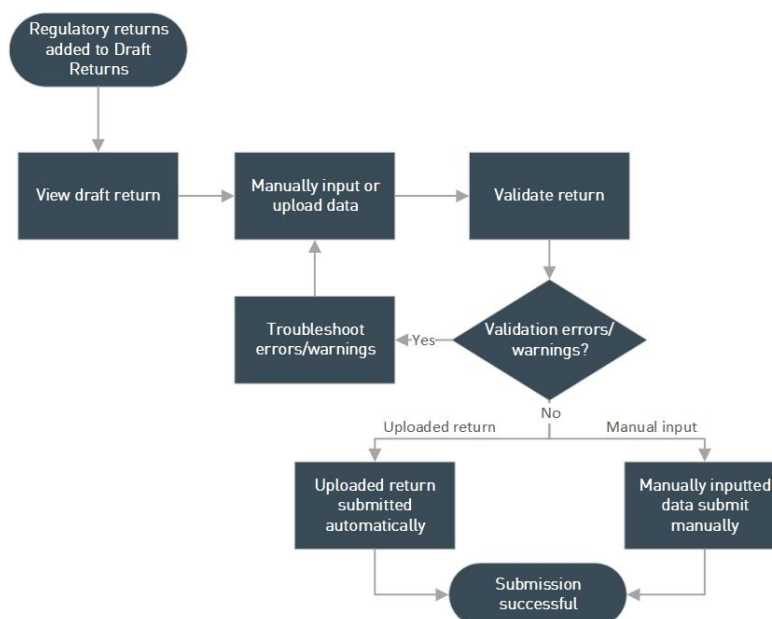 Regulatory returns
added to Draft
Returns
View draft return
Manually input or
upload data
Validate return
Troubleshoot
errors/warnings
Yes
Validation errors/
warnings?
No
Uploaded return
Manual input
Uploaded return
submitted
automatically
Manually inputted
data submit
manually
Submission
successful